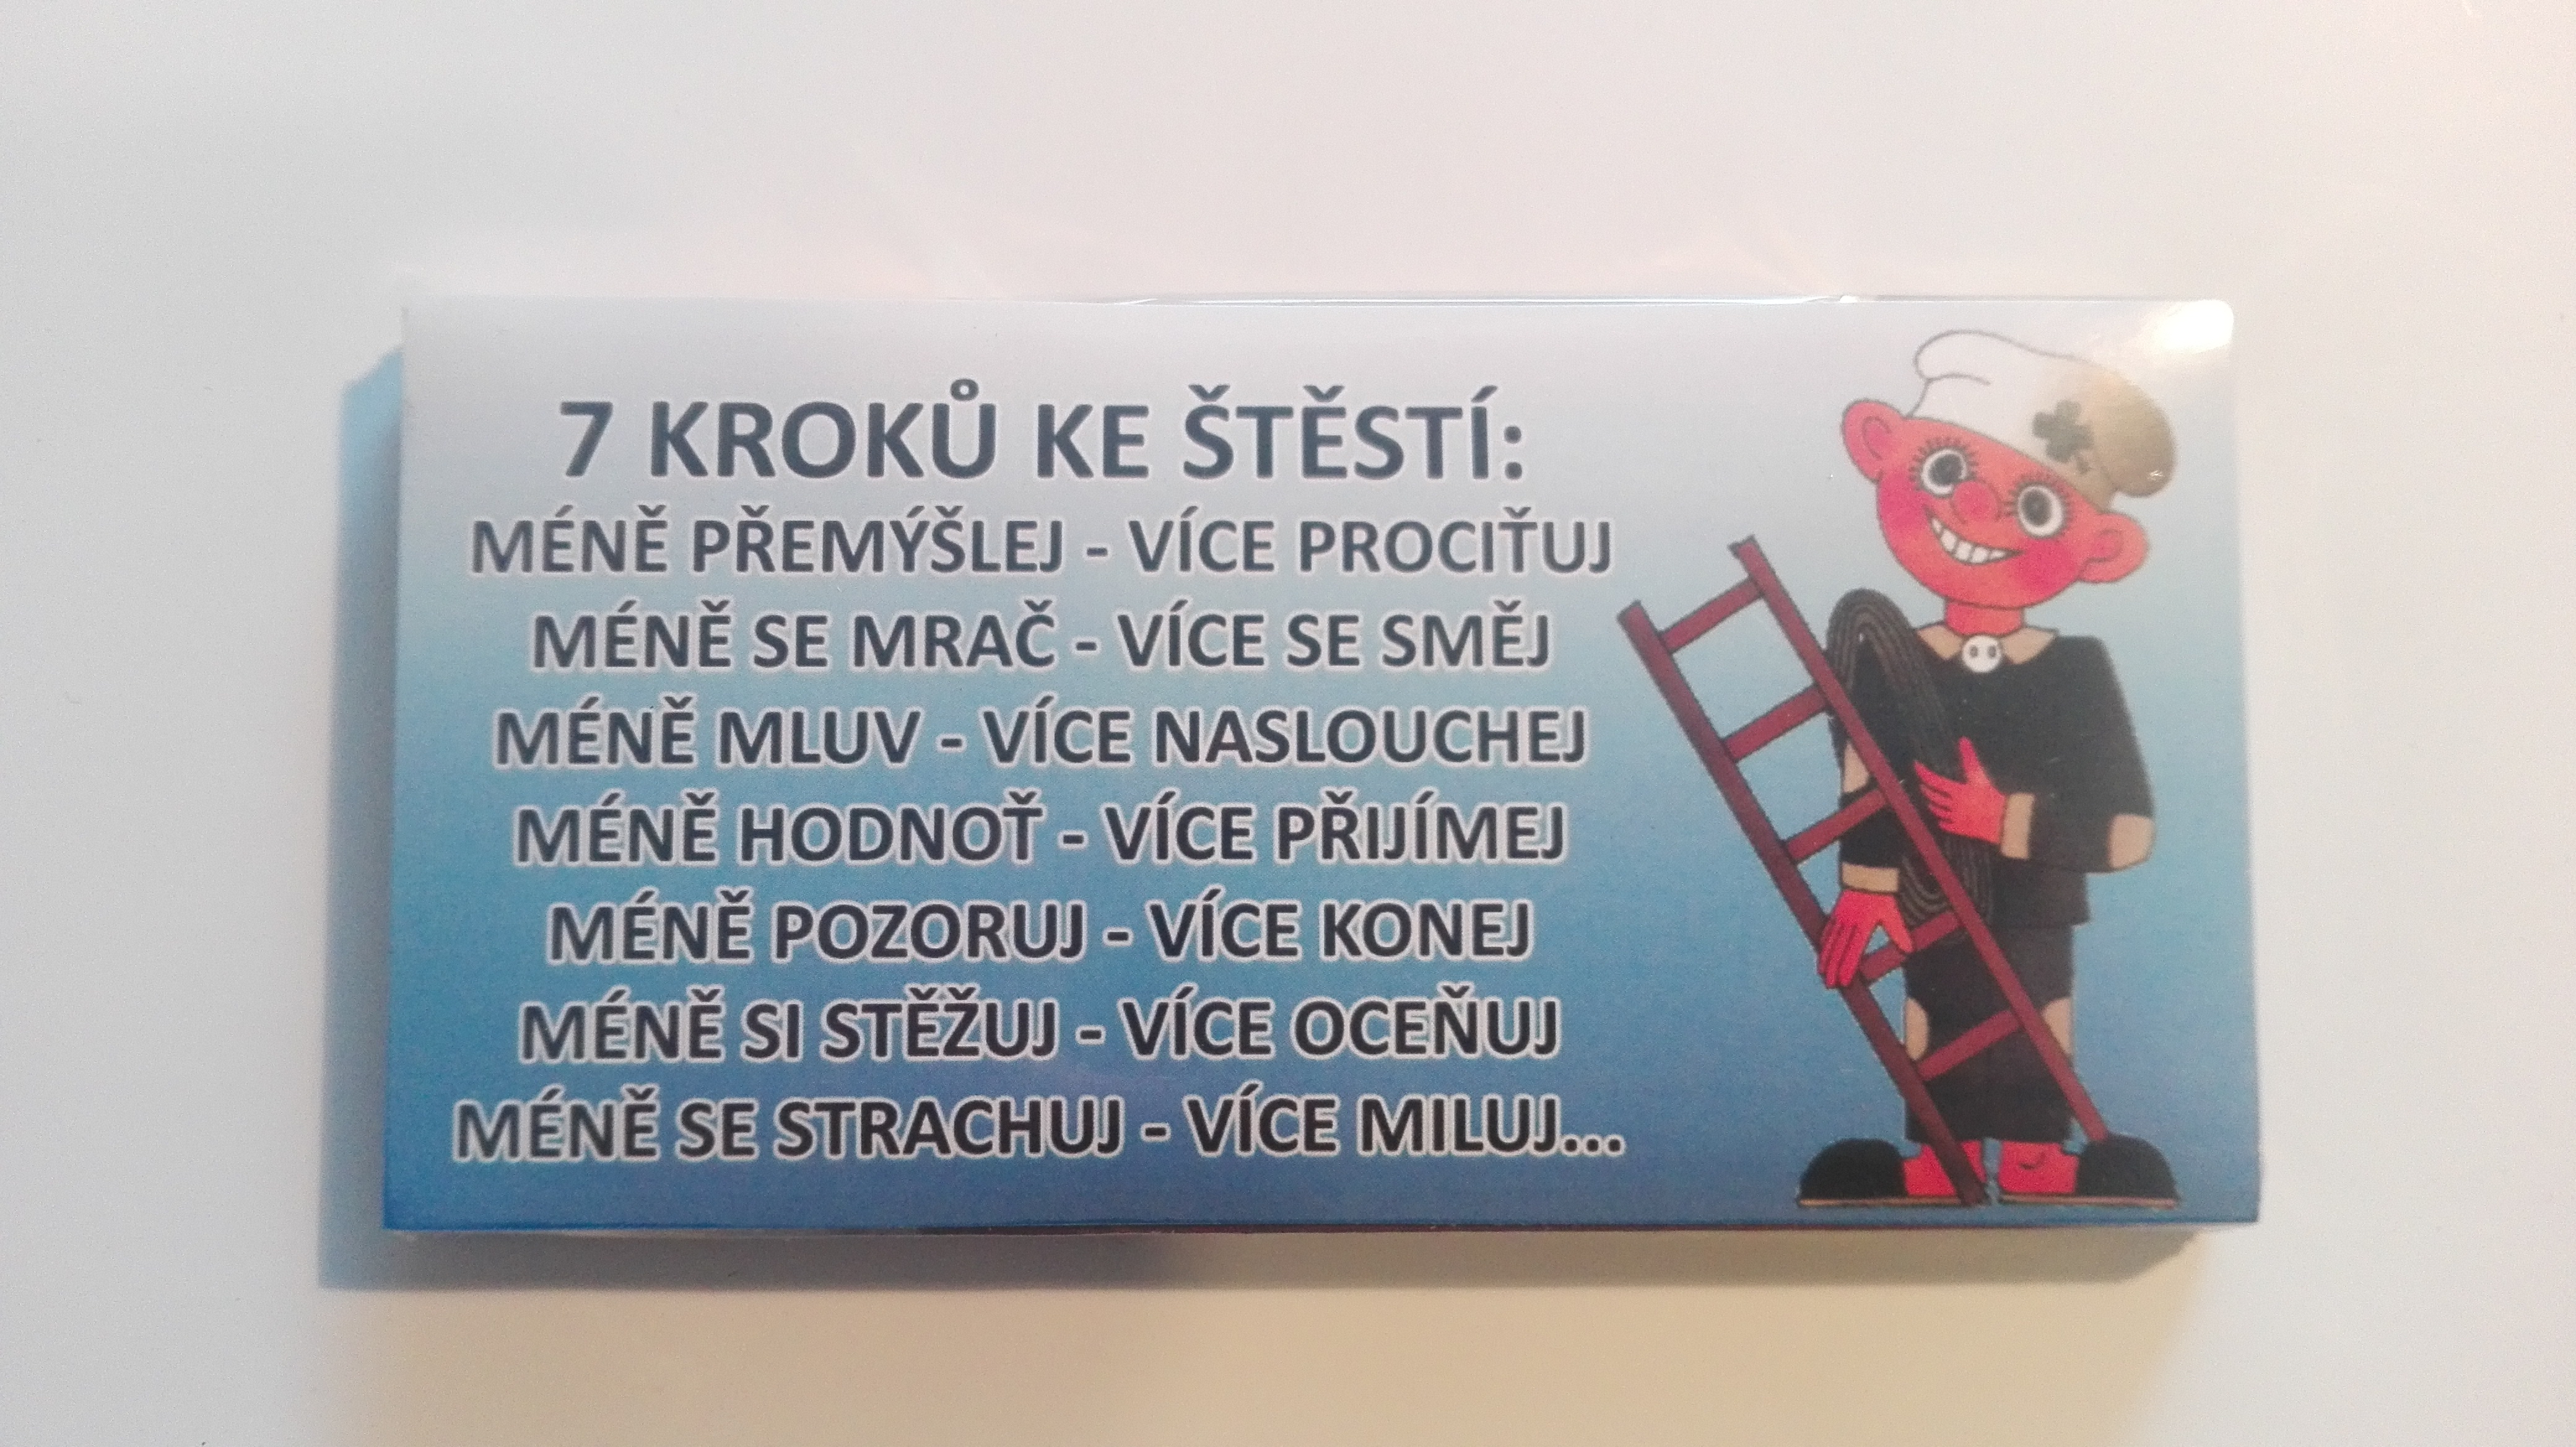 7 KROKŮ KE ŠTĚSTÍ:
MÉNĚ PŘEMÝŠLEJ - VÍCE PROCIŤUJ
MÉNĚ SE MRAČ - VÍCE SE SMĚJ
MÉNĚ MLUV - VÍCE NASLOUCHEJ
MÉNĚ HODNOŤ - VÍCE PŘIJÍMEJ
MÉNĚ POZORUJ - VÍCE KONEJ
MÉNĚ SI STĚŽUJ - VÍCE OCEŇUJ
MÉNĚ SE STRACHUJ - VÍCE MILUJ...